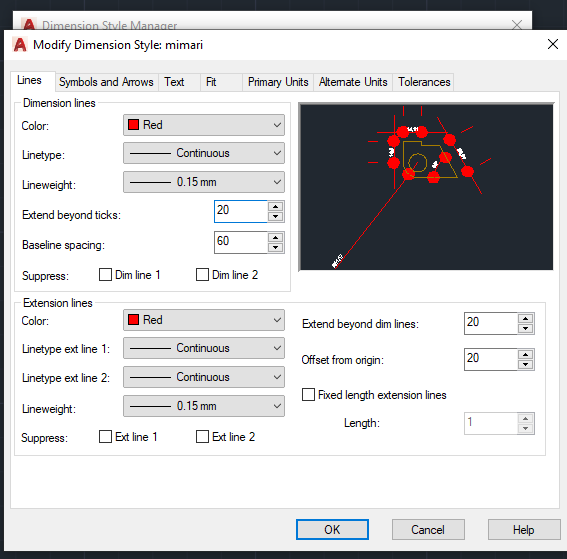 Dimension Style Manager
Modify Dimension Style: mimari
Lines Symbols and Arrows Text Fit Primary Units Alternate Units Tolerances
Dimension lines
Color: Red
Linetype: Continuous
Lineweight: 0.15 mm
Extend beyond ticks: 20
Baseline spacing: 60
Suppress: Dim line 1 Dim line 2
Extension lines
Color: Red
Linetype ext line 1: Continuous
Linetype ext line 2: Continuous
Lineweight: 0.15 mm
Suppress: Ext line 1 Ext line 2
Extend beyond dim lines: 20
Offset from origin: 20
Fixed length extension lines
Length: 1
OK Cancel Help